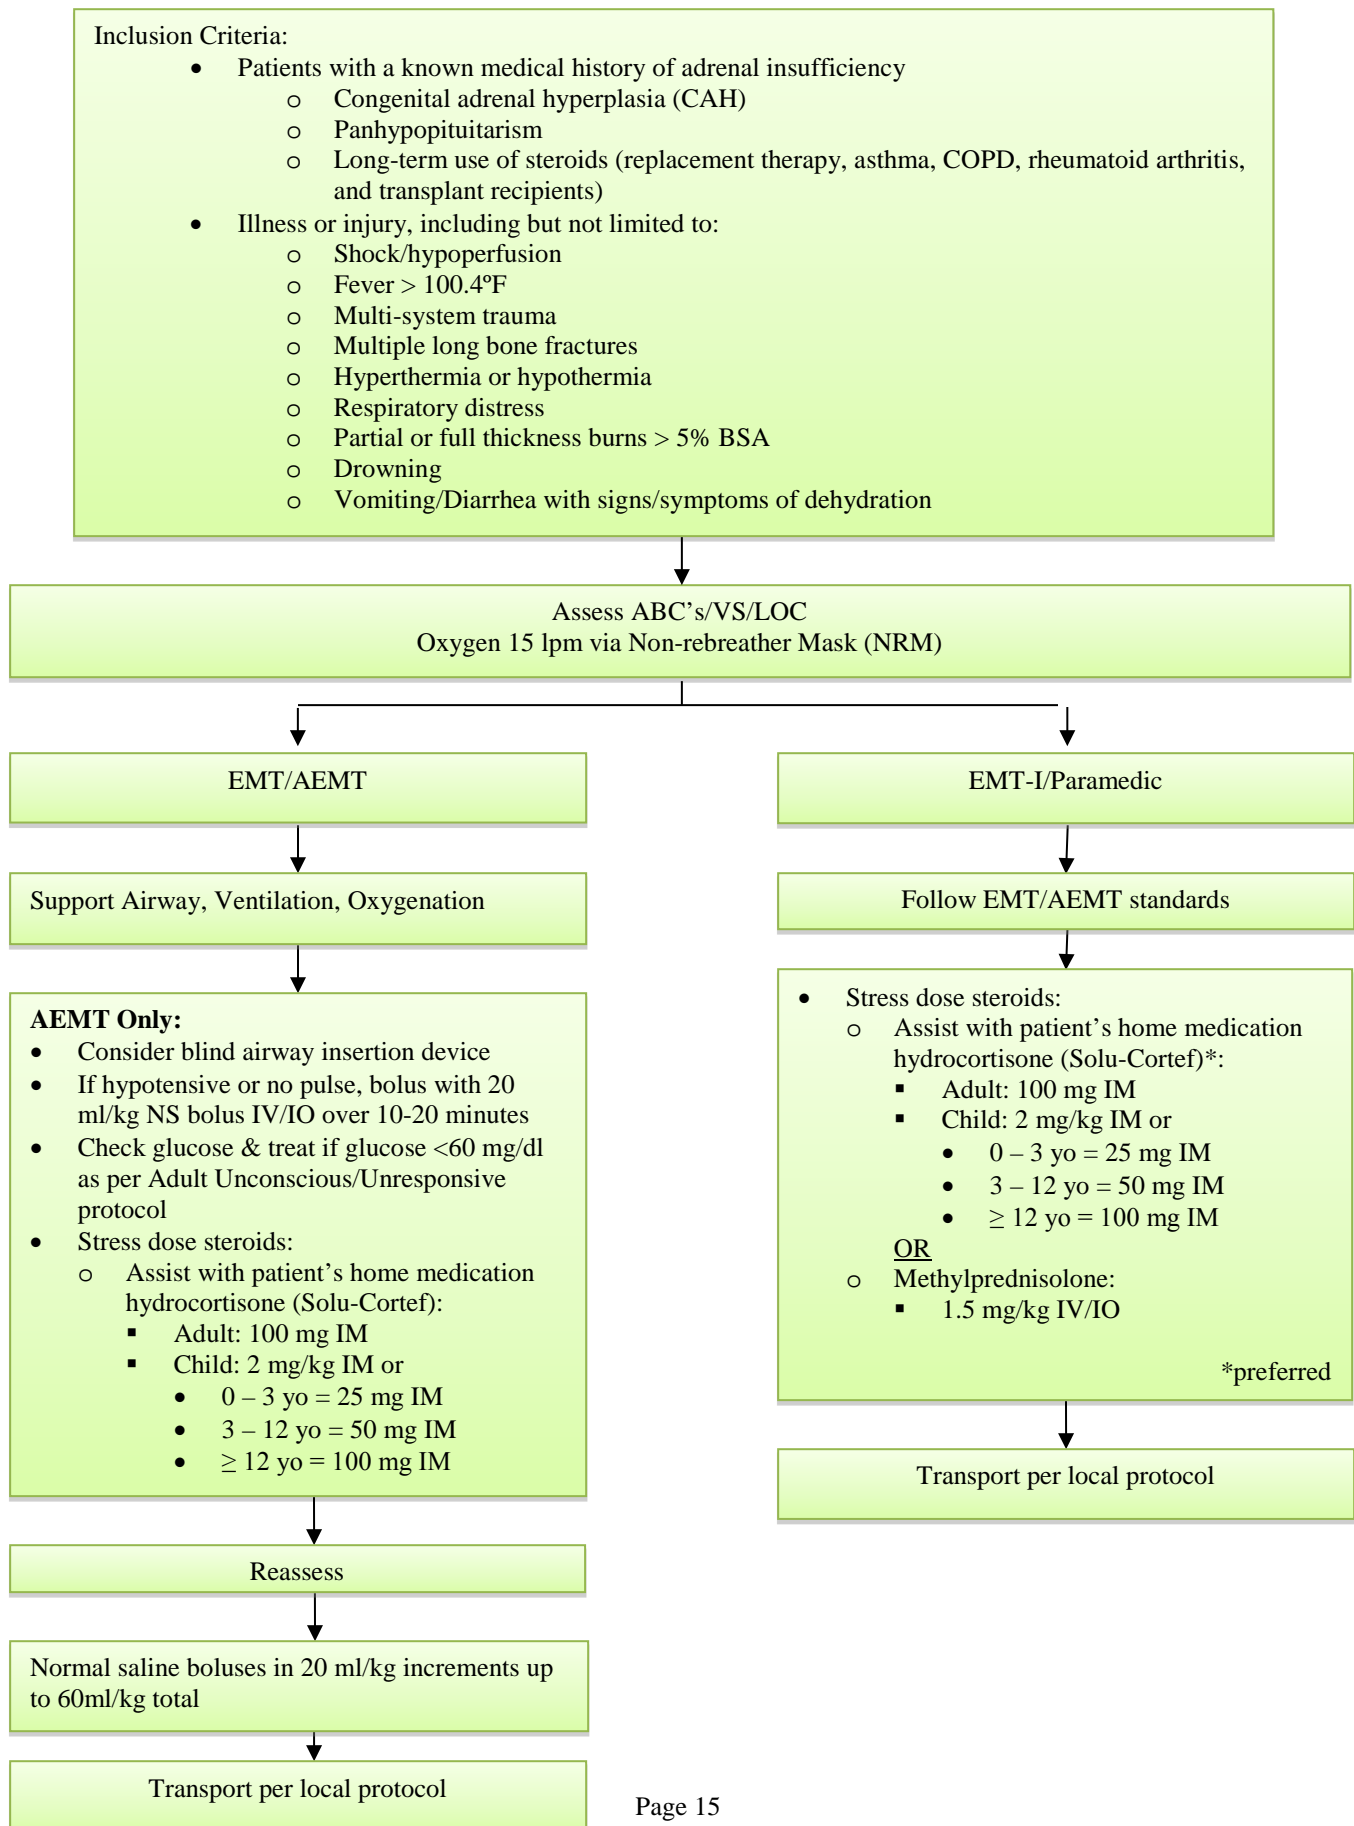 Inclusion Criteria:
• Patients with a known medical history of adrenal insufficiency
o Congenital adrenal hyperplasia (CAH)
o Panhypopituitarism
o Long-term use of steroids (replacement therapy, asthma, COPD, rheumatoid arthritis,
and transplant recipients)
• Illness or injury, including but not limited to:
o Shock/hypoperfusion
o Fever > 100.4ºF
o Multi-system trauma
o Multiple long bone fractures
o Hyperthermia or hypothermia
o Respiratory distress
o Partial or full thickness burns > 5% BSA
o Drowning
o Vomiting/Diarrhea with signs/symptoms of dehydration
Assess ABC’s/VS/LOC
Oxygen 15 lpm via Non-rebreather Mask (NRM)
EMT/AEMT
Support Airway, Ventilation, Oxygenation
AEMT Only:
• Consider blind airway insertion device
• If hypotensive or no pulse, bolus with 20
ml/kg NS bolus IV/IO over 10-20 minutes
• Check glucose & treat if glucose <60 mg/dl
as per Adult Unconscious/Unresponsive
protocol
• Stress dose steroids:
o Assist with patient’s home medication
hydrocortisone (Solu-Cortef):
▪ Adult: 100 mg IM
▪ Child: 2 mg/kg IM or
• 0 – 3 yo = 25 mg IM
• 3 – 12 yo = 50 mg IM
• ≥ 12 yo = 100 mg IM
Reassess
Normal saline boluses in 20 ml/kg increments up
to 60ml/kg total
Transport per local protocol
EMT-I/Paramedic
Follow EMT/AEMT standards
• Stress dose steroids:
o Assist with patient’s home medication
hydrocortisone (Solu-Cortef)*:
▪ Adult: 100 mg IM
▪ Child: 2 mg/kg IM or
• 0 – 3 yo = 25 mg IM
• 3 – 12 yo = 50 mg IM
• ≥ 12 yo = 100 mg IM
OR
o Methylprednisolone:
▪ 1.5 mg/kg IV/IO
*preferred
Transport per local protocol
Page 15